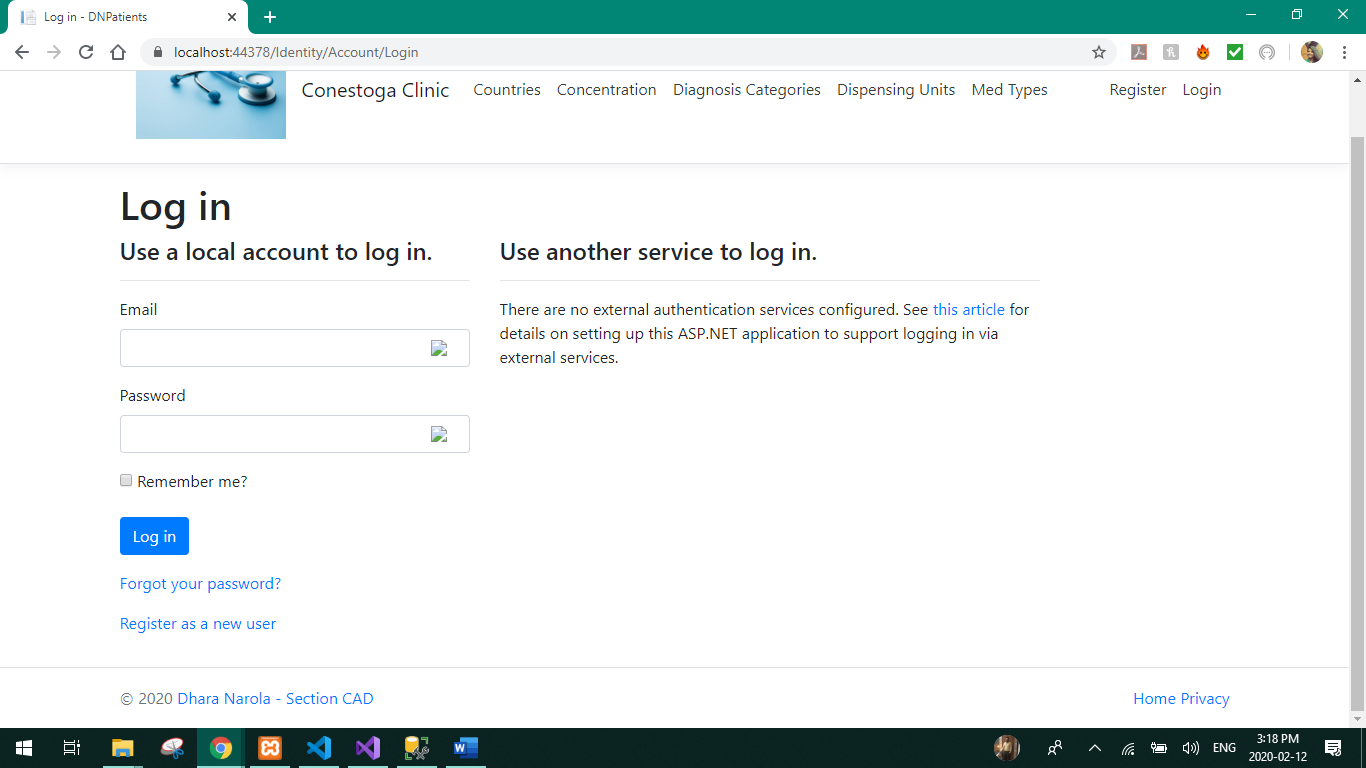 Log in - DNPatients
localhost:44378/Identity/Account/Login
Conestoga Clinic Countries Concentration Diagnosis Categories Dispensing Units Med Types Register Login
Log in
Use a local account to log in.
Email
Password
Remember me?
Log in
Forgot your password?
Register as a new user
Use another service to log in.
There are no external authentication services configured. See this article for
details on setting up this ASP.NET application to support logging in via
external services.
© 2020 Dhara Narola - Section CAD
Home Privacy
ENG
3:18 PM
2020-02-12